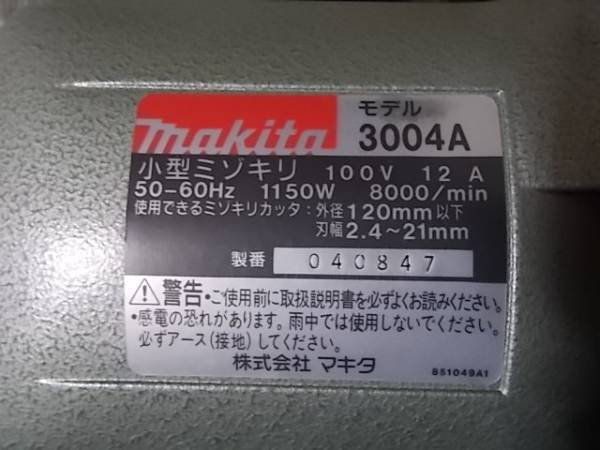 makita
モデル
3004A
小型ミゾキリ 100V 12 A
50-60Hz 1150W 8000/min
使用できるミゾキリカッタ:外径120mm以下
刃幅2.4~21mm
製番 040847
⚠警告・ご使用前に取扱説明書を必ずよくお読みください。
・感電の恐れがあります。雨中では使用しないでください。
必ずアース(接地)してください。
株式会社 マキタ
851049A1